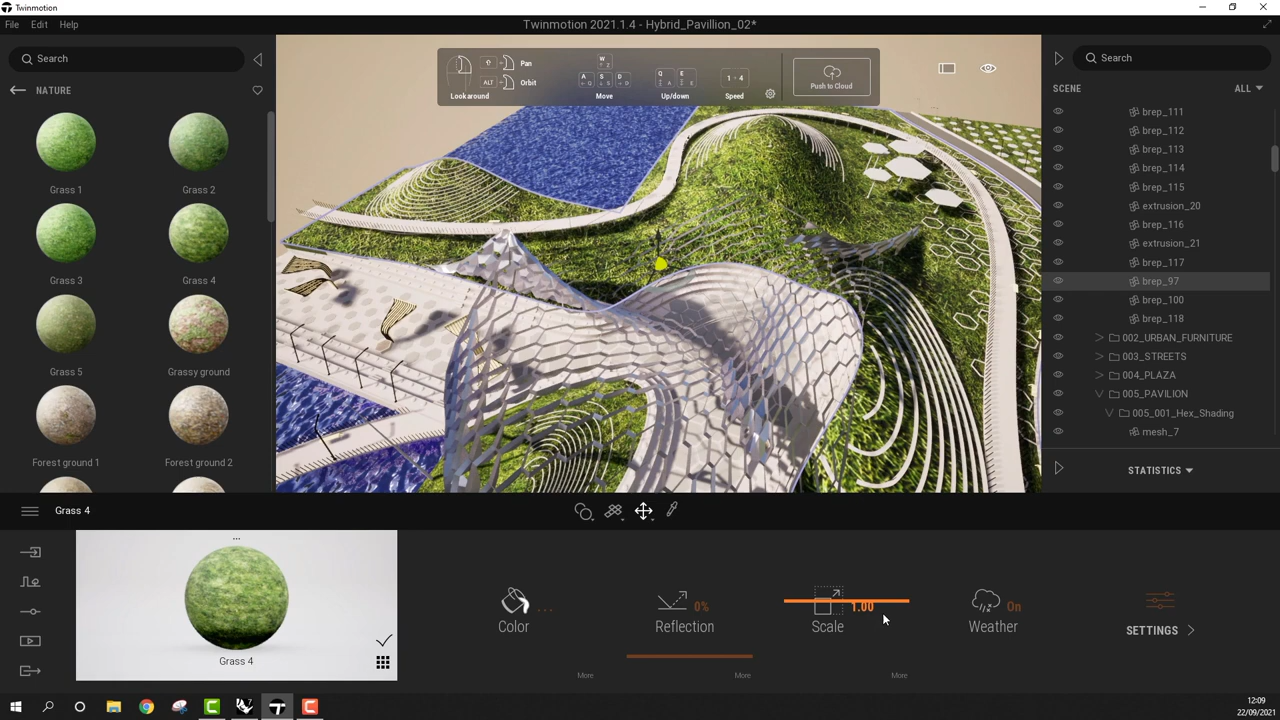 Twinmotion
File Edit Help
Twinmotion 2021.1.4 - Hybrid_Pavillion_02*
Search
NATURE
Grass 1 Grass 2
Grass 3 Grass 4
Grass 5 Grassy ground
Forest ground 1 Forest ground 2
Look around
Pan
ALT Orbit
W
Z
A S D
Move
Q E
Up/down
1 - 4
Speed
Push to Cloud
Search
SCENE ALL
brep_111
brep_112
brep_113
brep_114
brep_115
extrusion_20
brep_116
extrusion_21
brep_117
brep_97
brep_100
brep_118
002_URBAN_FURNITURE
003_STREETS
004_PLAZA
005_PAVILION
005_001_Hex_Shading
mesh_7
STATISTICS
Grass 4
...
Grass 4
Color ...
More
Reflection 0%
More
Scale 1.00
More
Weather On
SETTINGS
12:09
22/09/2021